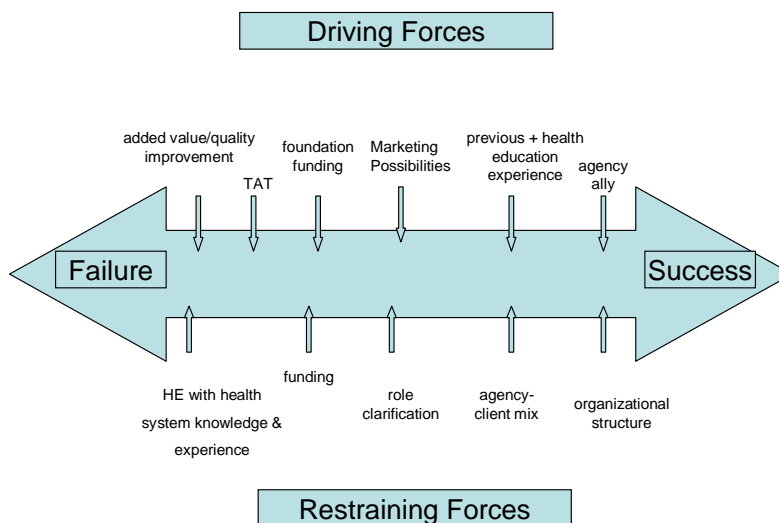 Driving Forces
added value/quality
improvement
TAT
foundation
funding
Marketing
Possibilities
previous + health
education
experience
agency
ally
Failure
Success
HE with health
system knowledge &
experience
funding
role
clarification
agency-
client mix
organizational
structure
Restraining Forces